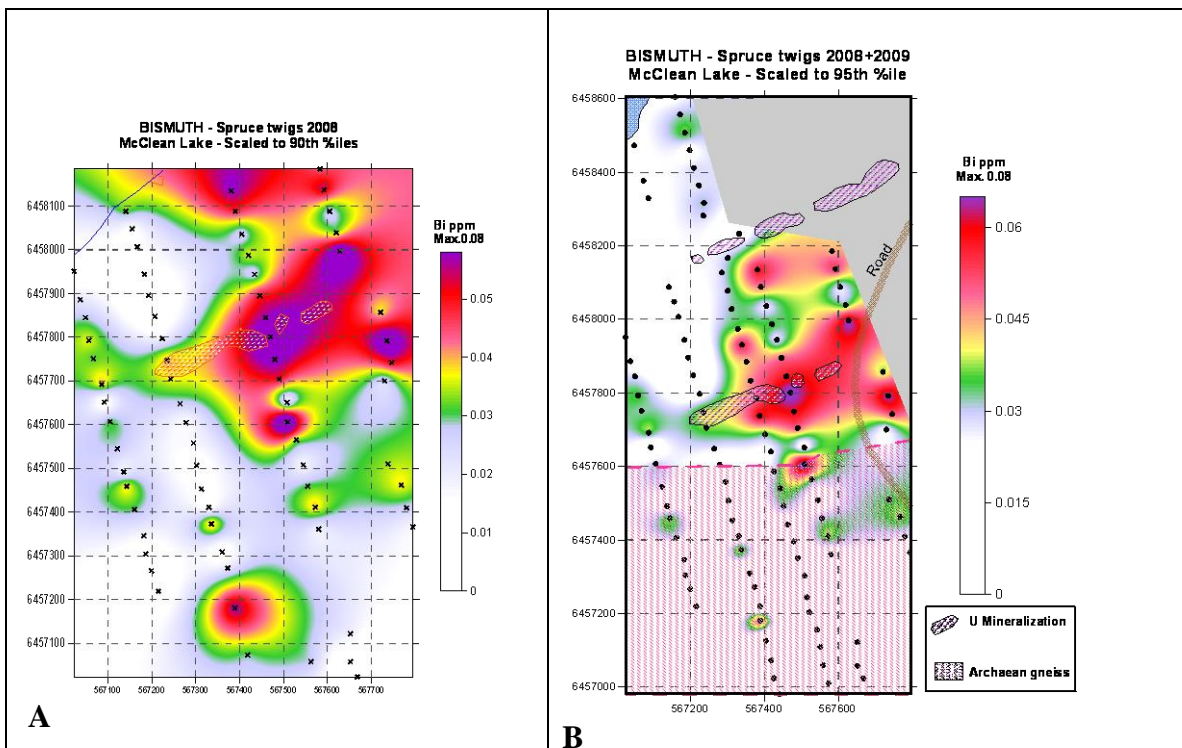 BISMUTH - Spruce twigs 2008
McClean Lake - Scaled to 90th %iles
6458100
6458000
6457900
6457800
6457700
6457600
6457500
6457400
6457300
6457200
6457100
567100 567200 567300 567400 567500 567600 567700
Bi ppm
Max.0.08
0.05
0.04
0.03
0.02
0.01
0
A
BISMUTH - Spruce twigs 2008+2009
McClean Lake - Scaled to 95th %ile
6458600
6458400
6458200
6458000
6457800
6457600
6457400
6457200
6457000
567200 567400 567600
Road
Bi ppm
Max. 0.08
0.06
0.045
0.03
0.015
0
U Mineralization
Archaean gneiss
B